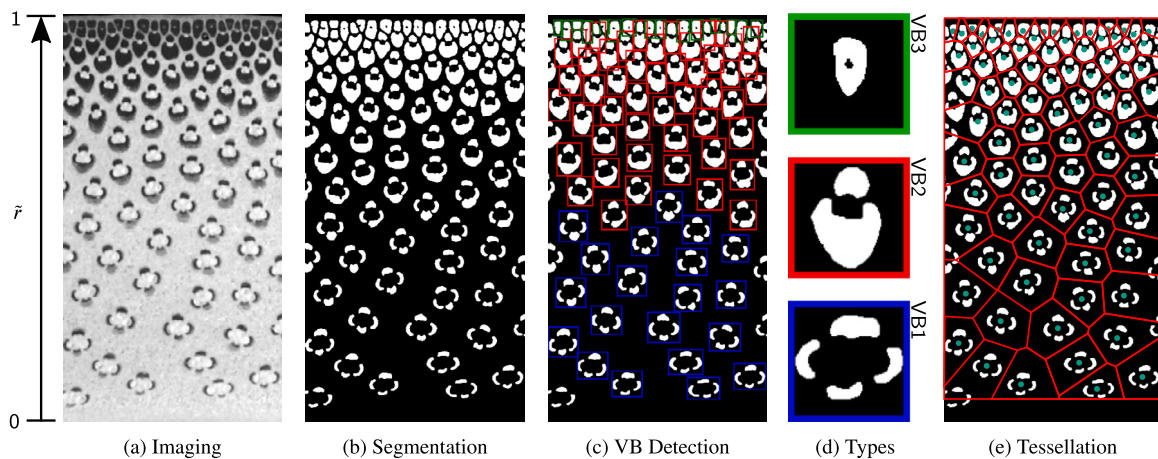 1
r̃
0
VB3
VB2
VB1
(a) Imaging
(b) Segmentation
(c) VB Detection
(d) Types
(e) Tessellation